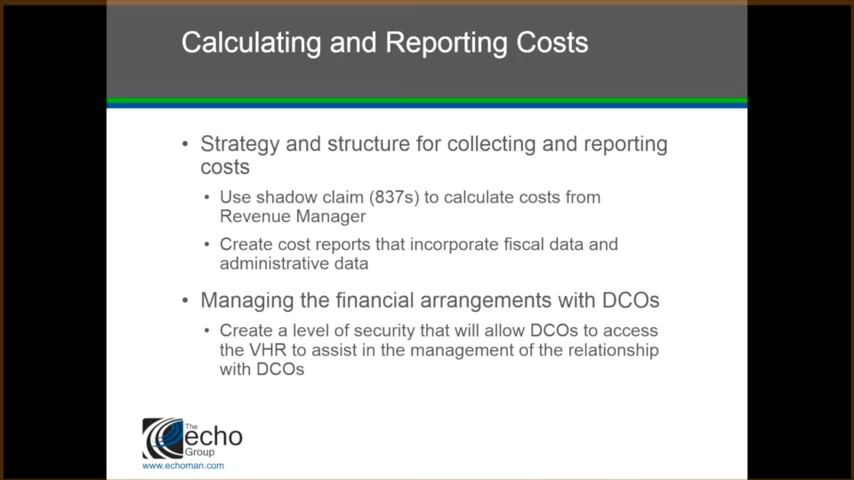 Calculating and Reporting Costs
• Strategy and structure for collecting and reporting
costs
• Use shadow claim (837s) to calculate costs from
Revenue Manager
• Create cost reports that incorporate fiscal data and
administrative data
• Managing the financial arrangements with DCOs
• Create a level of security that will allow DCOs to access
the VHR to assist in the management of the relationship
with DCOs
The
echo
Group
www.echoman.com